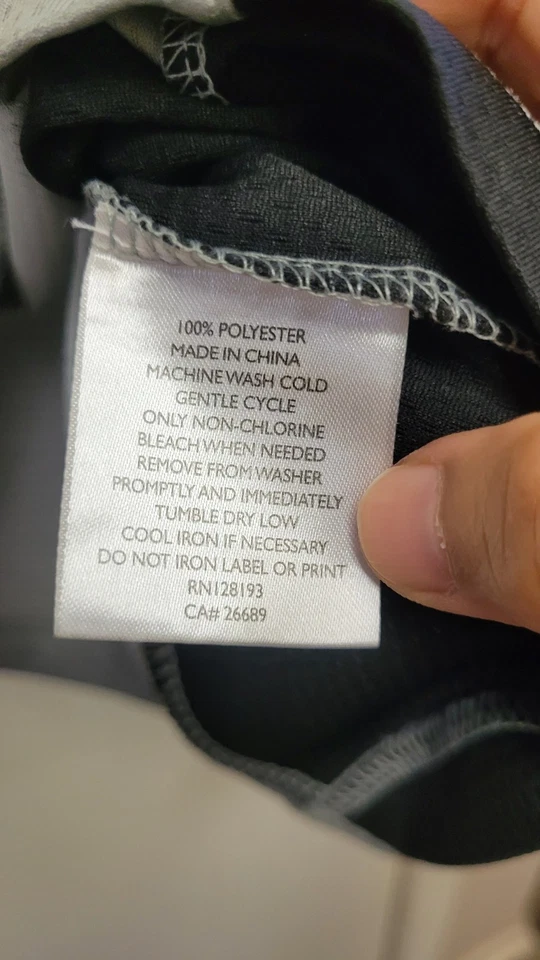 100% POLYESTER
MADE IN CHINA
MACHINE WASH COLD
GENTLE CYCLE
ONLY NON-CHLORINE
BLEACH WHEN NEEDED
REMOVE FROM WASHER
PROMPTLY AND IMMEDIATELY
TUMBLE DRY LOW
COOL IRON IF NECESSARY
DO NOT IRON LABEL OR PRINT
RN128193
CA# 26689